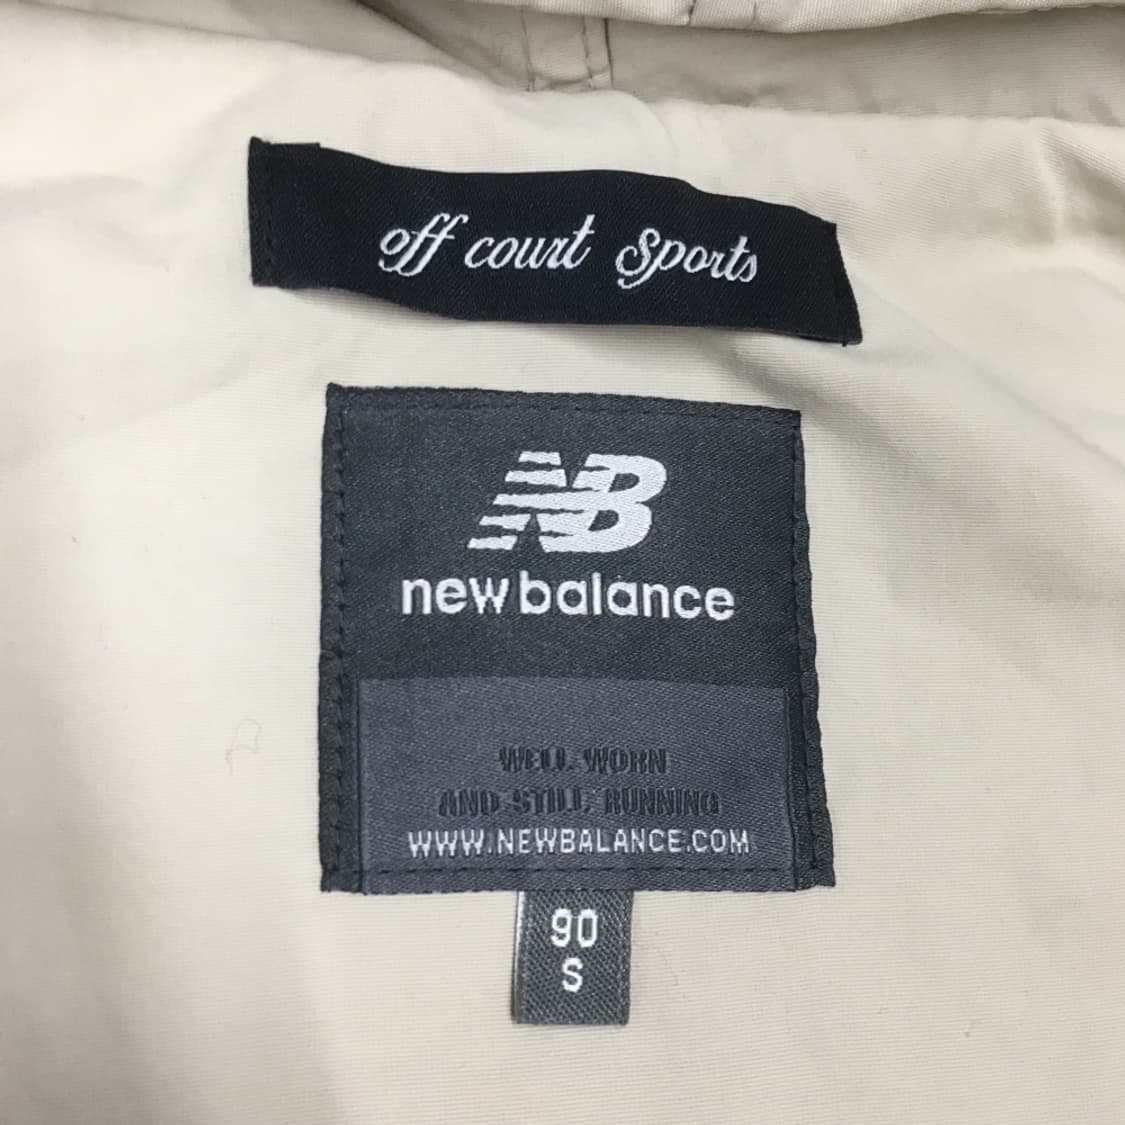 off court Sports
NB
new balance
WELL WORN
AND STILL RUNNING
WWW.NEWBALANCE.COM
90
S